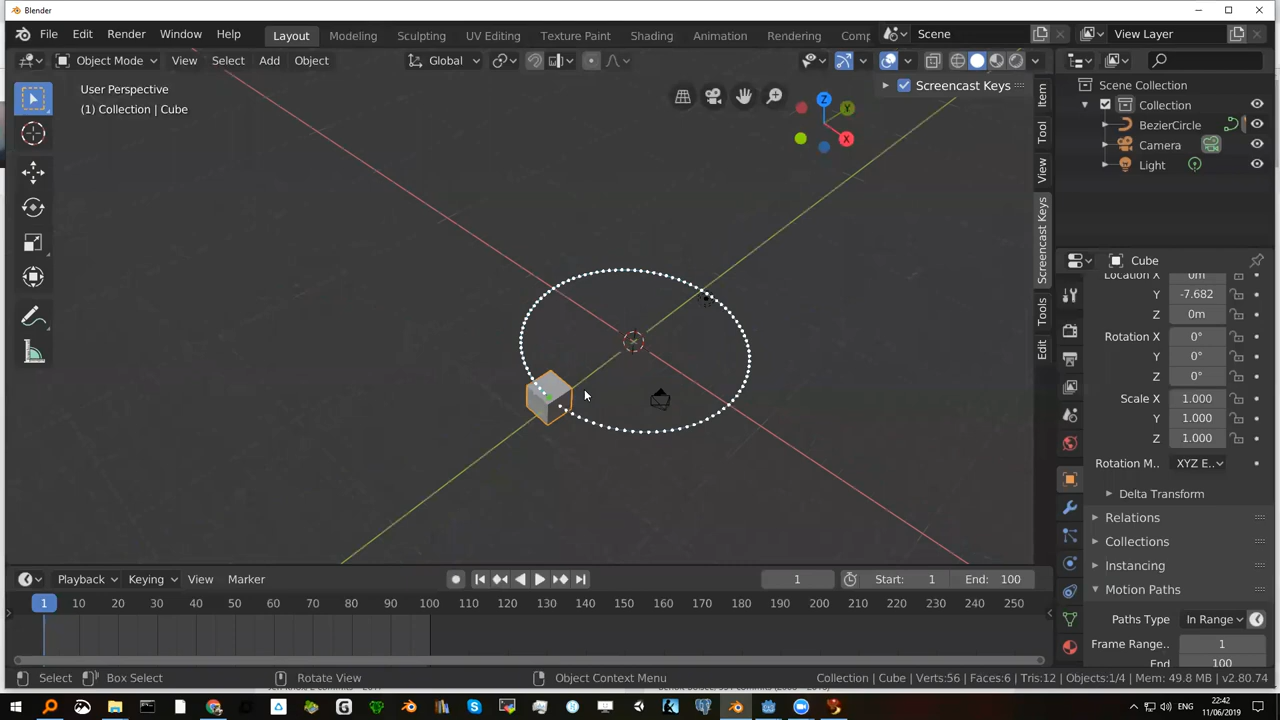 Blender
File Edit Render Window Help Layout Modeling Sculpting UV Editing Texture Paint Shading Animation Rendering Comp Scene View Layer
Object Mode View Select Add Object Global
User Perspective
(1) Collection | Cube
Screencast Keys
Z
Y
X
Item
Tool
View
Screencast Keys
Tools
Edit
Scene Collection
Collection
BezierCircle
Camera
Light
Cube
Location X 0m
Y -7.682
Z 0m
Rotation X 0°
Y 0°
Z 0°
Scale X 1.000
Y 1.000
Z 1.000
Rotation M.. XYZ E..
Delta Transform
Relations
Collections
Instancing
Motion Paths
Paths Type In Range
Frame Range.. 1
End 100
Playback Keying View Marker 1 Start: 1 End: 100
1 10 20 30 40 50 60 70 80 90 100 110 120 130 140 150 160 170 180 190 200 210 220 230 240 250
Select Box Select Rotate View Object Context Menu Collection | Cube | Verts:56 | Faces:6 | Tris:12 | Objects:1/4 | Mem: 49.8 MB | v2.80.74
ENG
22:42
11/06/2019